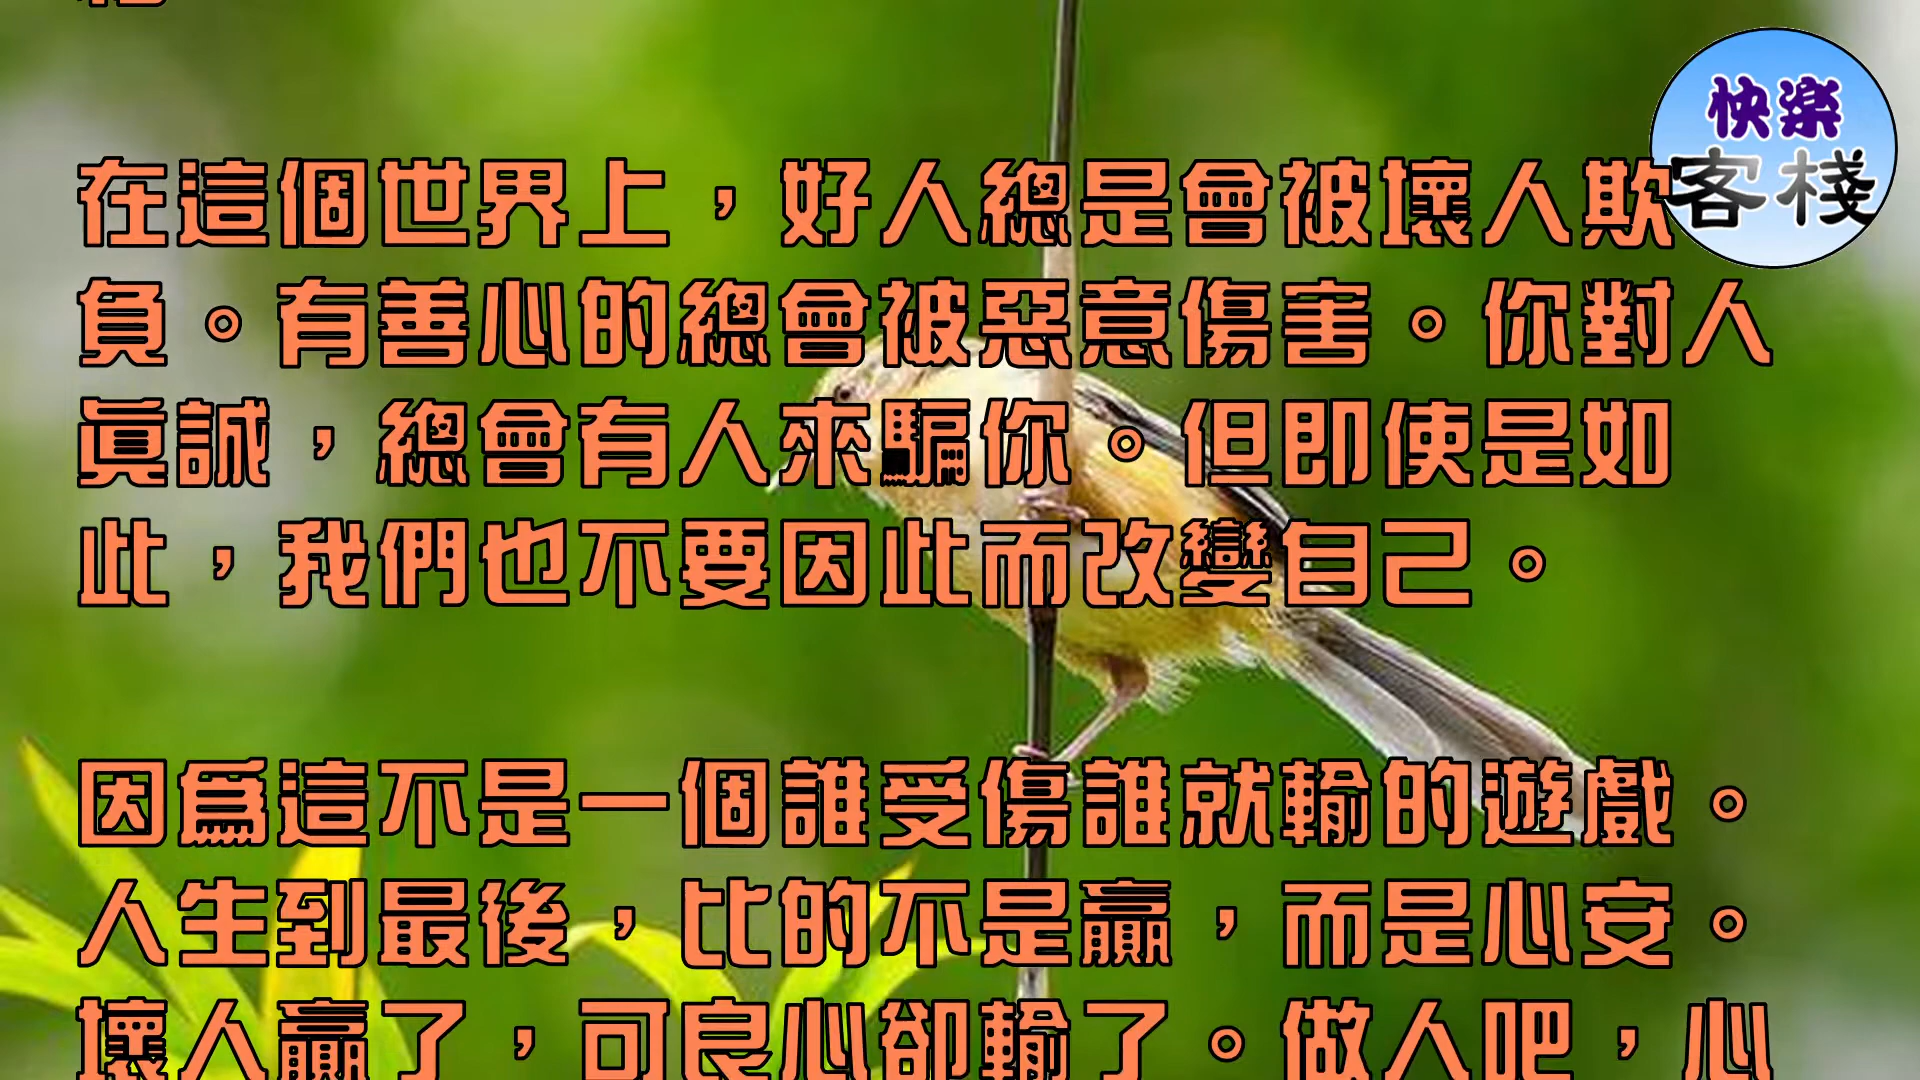 快樂
客棧
在這個世界上，好人總是會被壞人欺
負。有善心的總會被惡意傷害。你對人
真誠，總會有人來騙你。但即使是如
此，我們也不要因此而改變自己。
因為這不是一個誰受傷誰就輸的遊戲。
人生到最後，比的不是贏，而是心安。
壞人贏了，可良心卻輸了。做人吧，心